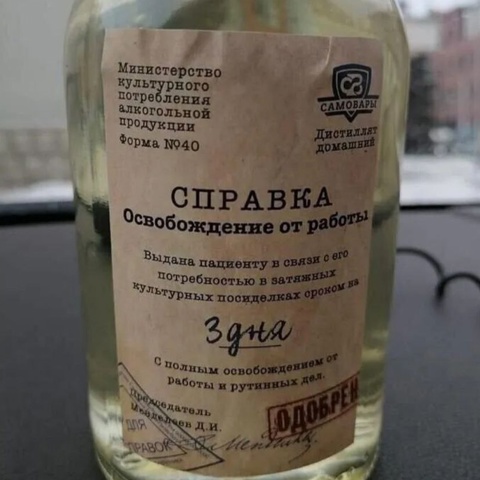 Министерство
культурного
потребления
алкогольной
продукции
Форма №40
САМОВАРЫ
Дистиллят
домашний
СПРАВКА
Освобождение от работы
Выдана пациенту в связи с его
потребностью в затяжных
культурных посиделках сроком на
3 дня
С полным освобождением от
работы и рутинных дел.
Председатель
Менделеев Д.И.
ДЛЯ
СПРАВОК
ОДОБРЕН